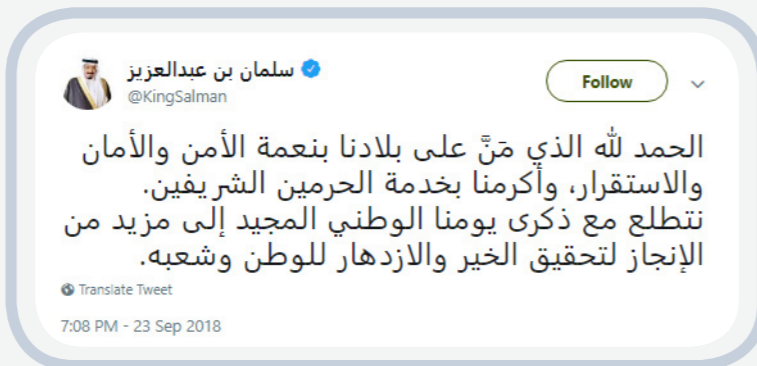 سلمان بن عبدالعزيز
@KingSalman
Follow
الحمد لله الذي مَنَّ على بلادنا بنعمة الأمن والأمان
والاستقرار، وأكرمنا بخدمة الحرمين الشريفين.
نتطلع مع ذكرى يومنا الوطني المجيد إلى مزيد من
الإنجاز لتحقيق الخير والازدهار للوطن وشعبه.
Translate Tweet
7:08 PM - 23 Sep 2018